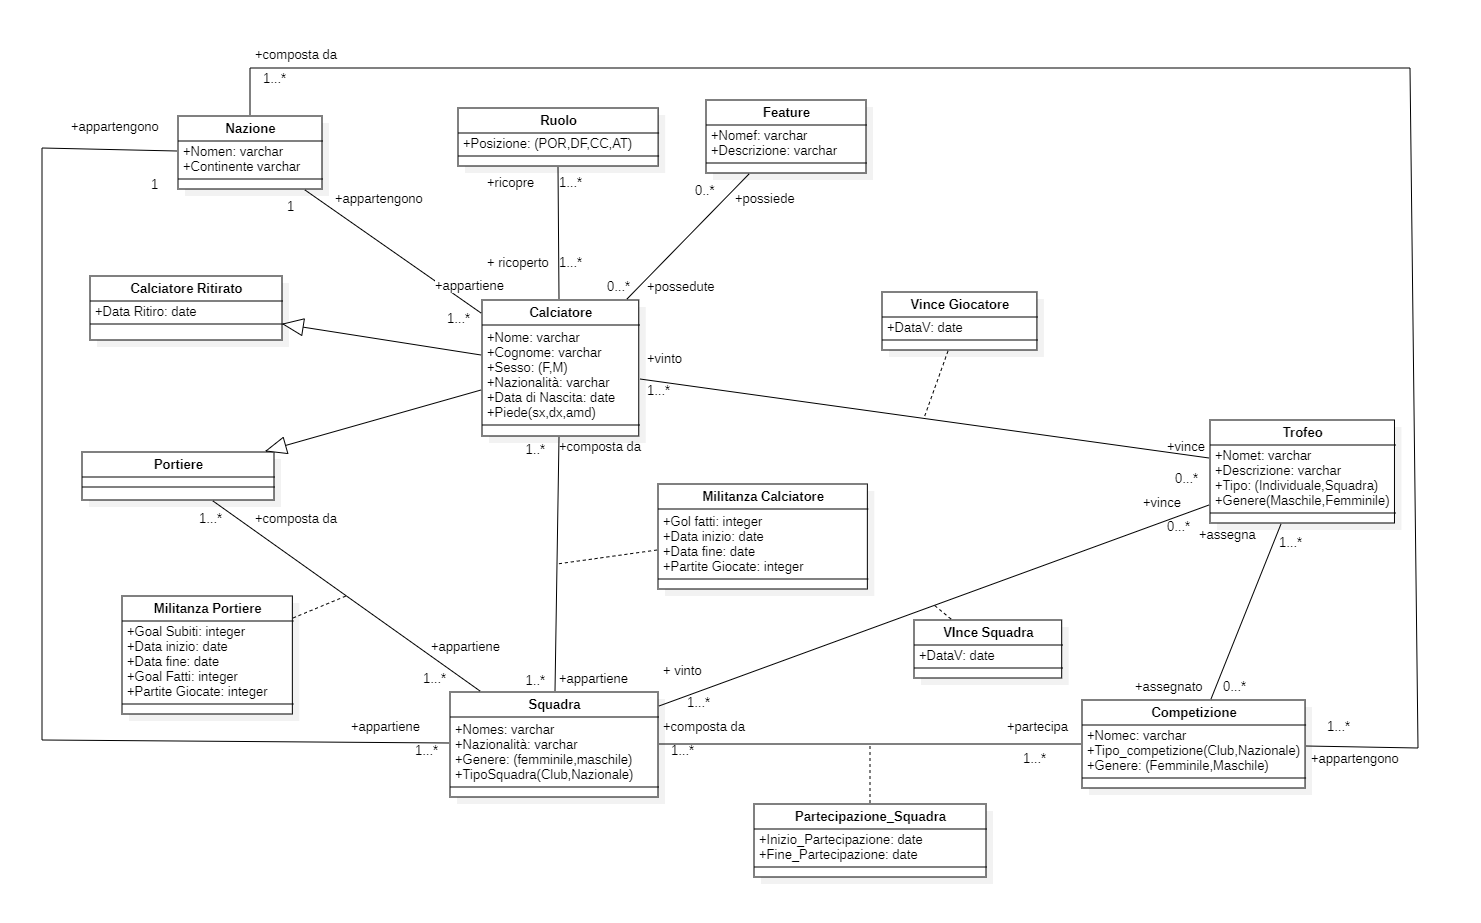 +composta da
1...*
+appartengono
1
Nazione
+Nomen: varchar
+Continente varchar
1
+appartengono
+appartiene
1...*
Ruolo
+Posizione: (POR,DF,CC,AT)
+ricopre
1...*
+ ricoperto
1...*
Feature
+Nomef: varchar
+Descrizione: varchar
0..*
+possiede
0...*
+possedute
Calciatore Ritirato
+Data Ritiro: date
Calciatore
+Nome: varchar
+Cognome: varchar
+Sesso: (F,M)
+Nazionalità: varchar
+Data di Nascita: date
+Piede(sx,dx,amd)
Vince Giocatore
+DataV: date
+vinto
1...*
+vince
0...*
Trofeo
+Nomet: varchar
+Descrizione: varchar
+Tipo: (Individuale,Squadra)
+Genere(Maschile,Femminile)
+vince
0...*
+assegna
1...*
1..*
+composta da
Portiere
1...*
+composta da
Militanza Calciatore
+Gol fatti: integer
+Data inizio: date
+Data fine: date
+Partite Giocate: integer
Militanza Portiere
+Goal Subiti: integer
+Data inizio: date
+Data fine: date
+Goal Fatti: integer
+Partite Giocate: integer
+appartiene
1...*
1..*
+appartiene
VInce Squadra
+DataV: date
+ vinto
1...*
+assegnato
0...*
+appartiene
1...*
Squadra
+Nomes: varchar
+Nazionalità: varchar
+Genere: (femminile,maschile)
+TipoSquadra(Club,Nazionale)
+composta da
1...*
+partecipa
1...*
Competizione
+Nomec: varchar
+Tipo_competizione(Club,Nazionale)
+Genere: (Femminile,Maschile)
1...*
+appartengono
Partecipazione_Squadra
+Inizio_Partecipazione: date
+Fine_Partecipazione: date